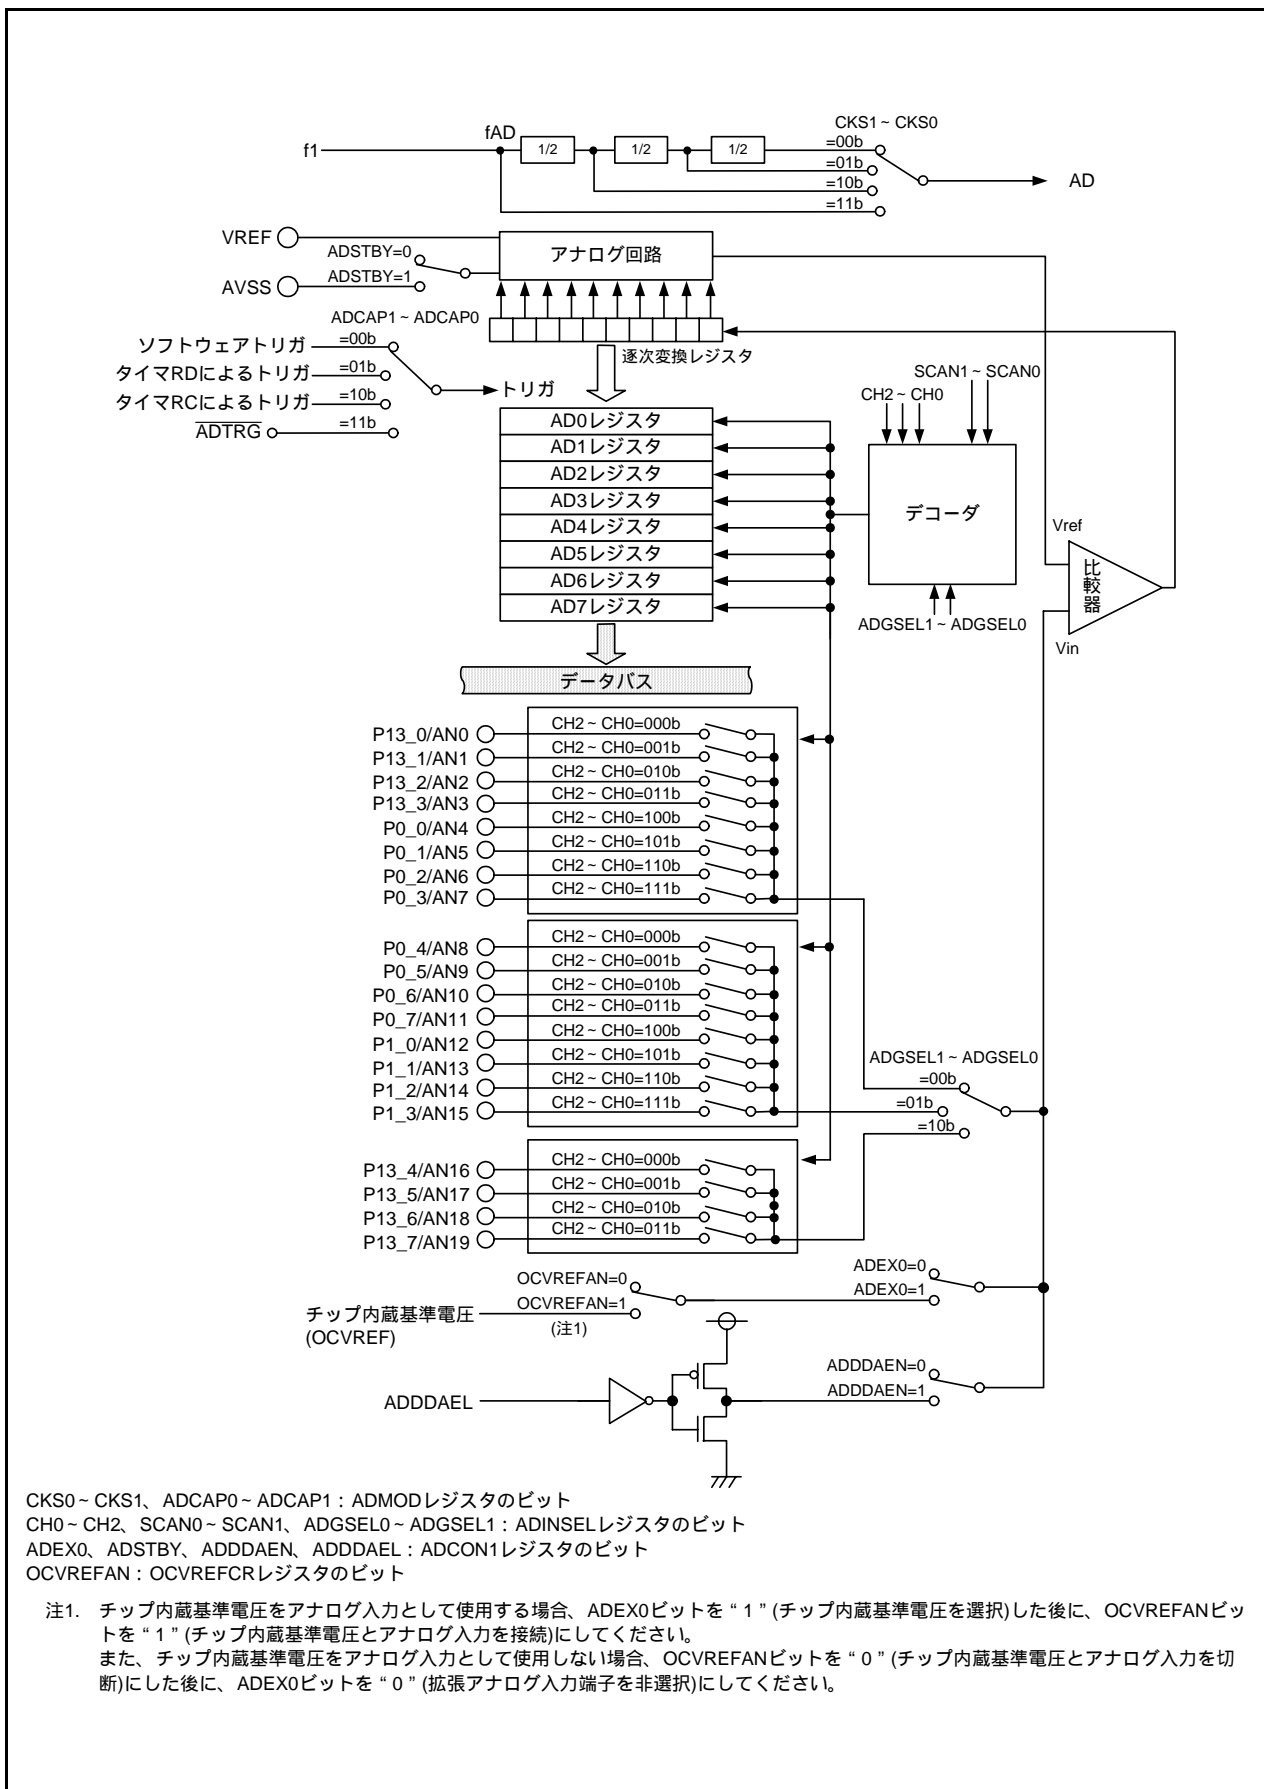 CKS1～CKS0
f1
fAD
1/2
1/2
1/2
=00b
=01b
=10b
=11b
AD
VREF
AVSS
ADSTBY=0
ADSTBY=1
アナログ回路
ADCAP1～ADCAP0
ソフトウェアトリガ
=00b
タイマRDによるトリガ
=01b
タイマRCによるトリガ
=10b
ADTRG
=11b
トリガ
逐次変換レジスタ
SCAN1～SCAN0
CH2～CH0
デコーダ
ADGSEL1～ADGSEL0
AD0レジスタ
AD1レジスタ
AD2レジスタ
AD3レジスタ
AD4レジスタ
AD5レジスタ
AD6レジスタ
AD7レジスタ
Vref
比較器
Vin
データバス
P13_0/AN0
CH2～CH0=000b
P13_1/AN1
CH2～CH0=001b
P13_2/AN2
CH2～CH0=010b
P13_3/AN3
CH2～CH0=011b
P0_0/AN4
CH2～CH0=100b
P0_1/AN5
CH2～CH0=101b
P0_2/AN6
CH2～CH0=110b
P0_3/AN7
CH2～CH0=111b
P0_4/AN8
CH2～CH0=000b
P0_5/AN9
CH2～CH0=001b
P0_6/AN10
CH2～CH0=010b
P0_7/AN11
CH2～CH0=011b
P1_0/AN12
CH2～CH0=100b
P1_1/AN13
CH2～CH0=101b
P1_2/AN14
CH2～CH0=110b
P1_3/AN15
CH2～CH0=111b
ADGSEL1～ADGSEL0
=00b
=01b
=10b
P13_4/AN16
CH2～CH0=000b
P13_5/AN17
CH2～CH0=001b
P13_6/AN18
CH2～CH0=010b
P13_7/AN19
CH2～CH0=011b
チップ内蔵基準電圧
(OCVREF)
OCVREFAN=0
OCVREFAN=1
(注1)
ADEX0=0
ADEX0=1
ADDDAEL
ADDDAEN=0
ADDDAEN=1
CKS0～CKS1、ADCAP0～ADCAP1：ADMODレジスタのビット
CH0～CH2、SCAN0～SCAN1、ADGSEL0～ADGSEL1：ADINSELレジスタのビット
ADEX0、ADSTBY、ADDDAEN、ADDDAEL：ADCON1レジスタのビット
OCVREFAN：OCVREFCRレジスタのビット
注1. チップ内蔵基準電圧をアナログ入力として使用する場合、ADEX0ビットを“1”(チップ内蔵基準電圧を選択)した後に、OCVREFANビッ
トを“1”(チップ内蔵基準電圧とアナログ入力を接続)にしてください。
また、チップ内蔵基準電圧をアナログ入力として使用しない場合、OCVREFANビットを“0”(チップ内蔵基準電圧とアナログ入力を切
断)にした後に、ADEX0ビットを“0”(拡張アナログ入力端子を非選択)にしてください。